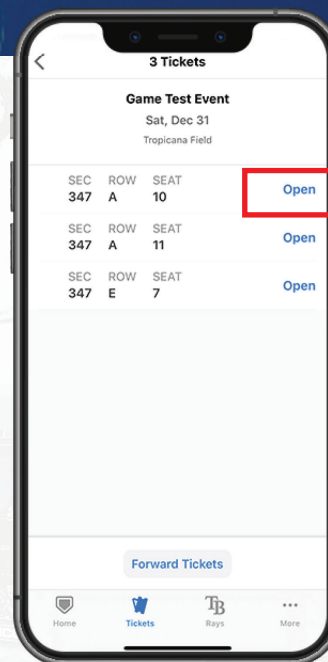 3 Tickets
Game Test Event
Sat, Dec 31
Tropicana Field
SEC ROW SEAT
347 A 10 Open
SEC ROW SEAT
347 A 11 Open
SEC ROW SEAT
347 E 7 Open
Forward Tickets
TB
Home Tickets Rays More